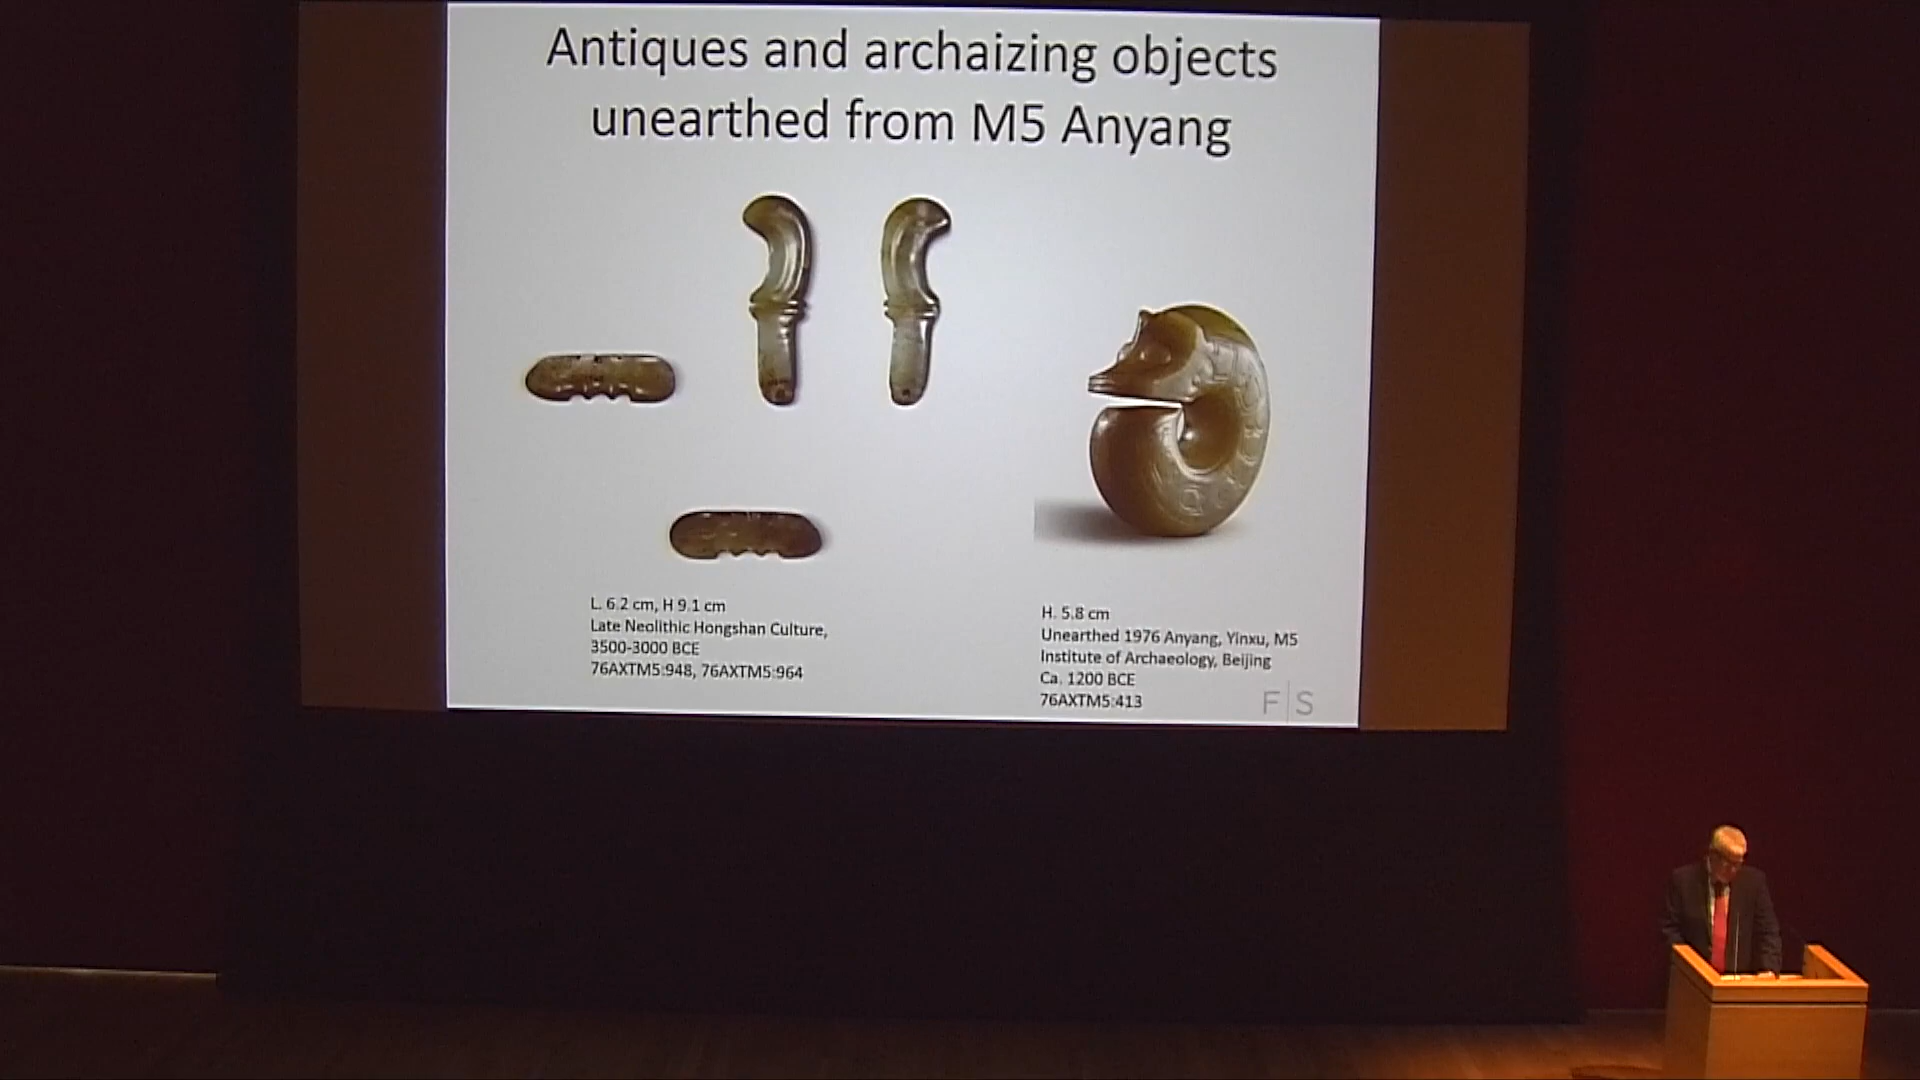 Antiques and archaizing objects
unearthed from M5 Anyang
L. 6.2 cm, H 9.1 cm
Late Neolithic Hongshan Culture,
3500-3000 BCE
76AXTM5:948, 76AXTM5:964
H. 5.8 cm
Unearthed 1976 Anyang, Yinxu, M5
Institute of Archaeology, Beijing
Ca. 1200 BCE
76AXTM5:413
F|S